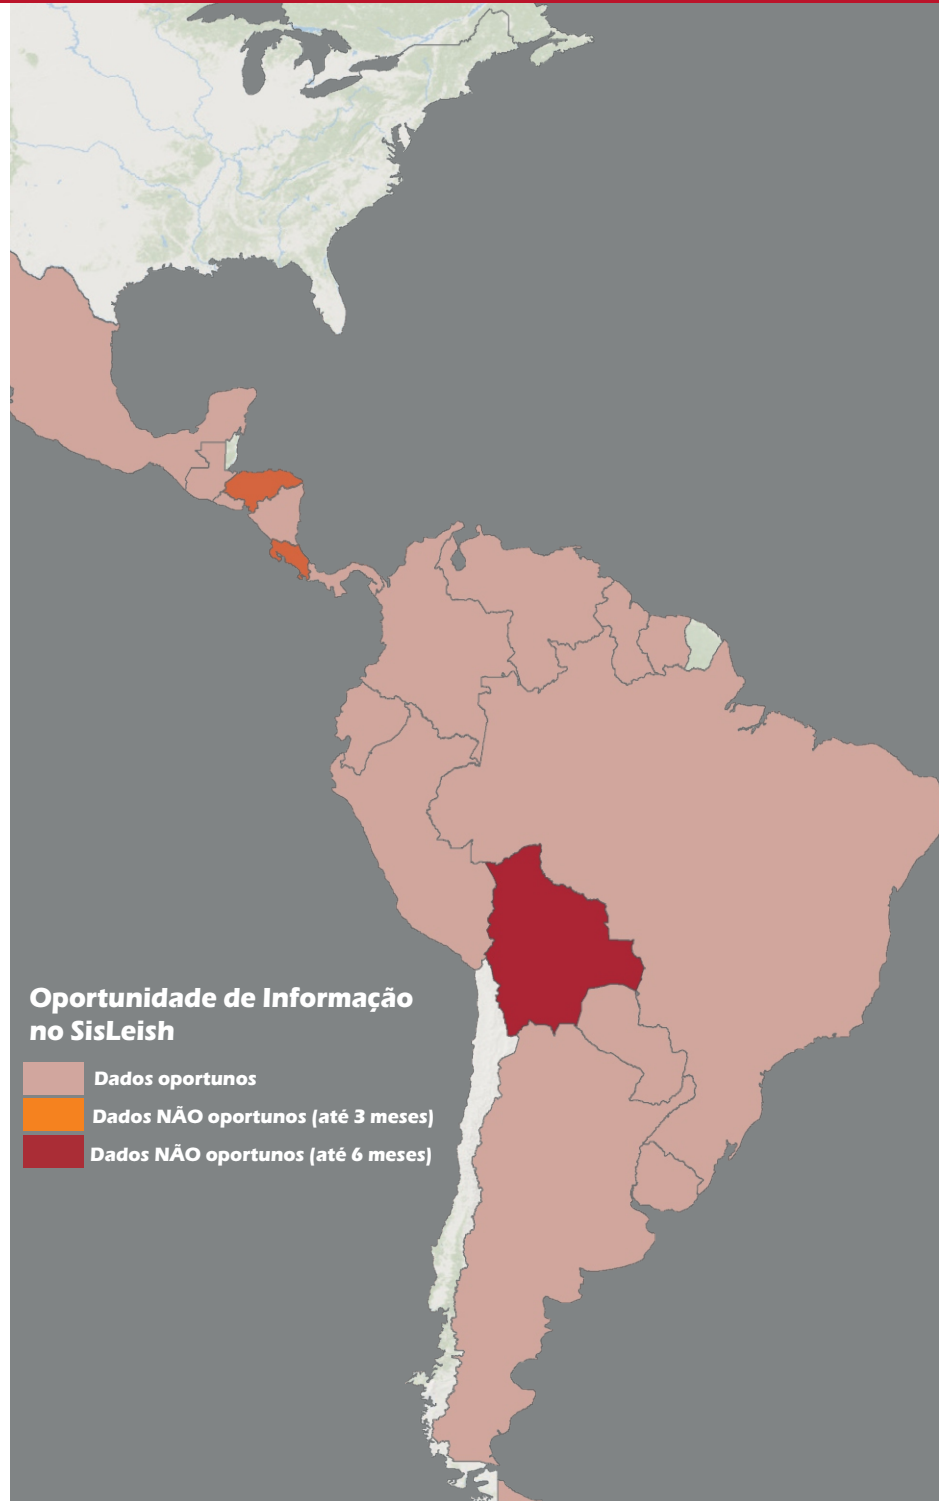 Oportunidade de Informação
no SisLeish
Dados oportunos
Dados NÃO oportunos (até 3 meses)
Dados NÃO oportunos (até 6 meses)